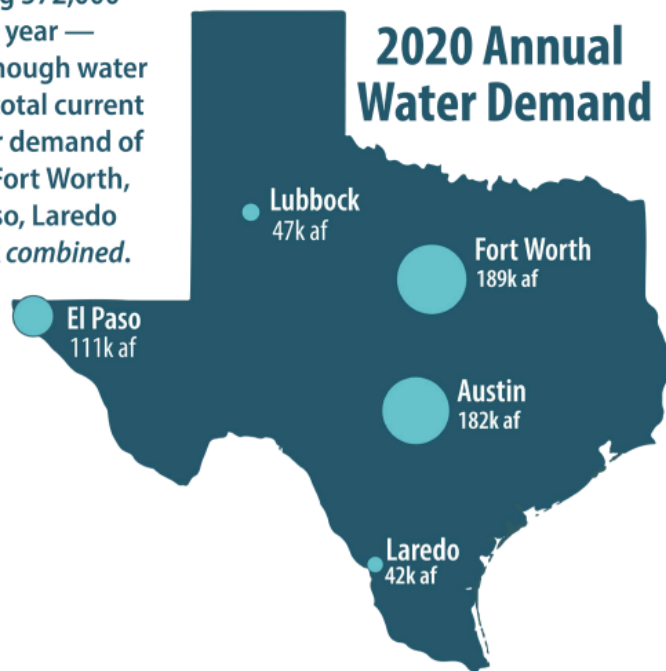 year —
water
otal current
demand of
Fort Worth,
so, Laredo
combined.
2020 Annual
Water Demand
Lubbock
47k af
Fort Worth
189k af
El Paso
111k af
Austin
182k af
Laredo
42k af